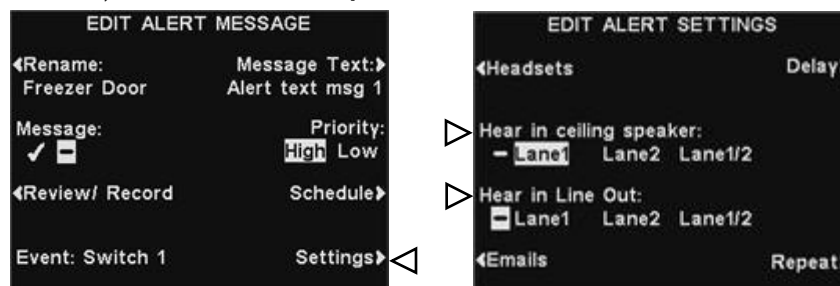 EDIT ALERT MESSAGE
◀Rename: Message Text:▶
Freezer Door Alert text msg 1
Message: Priority:
✓ – High Low
◀Review/ Record Schedule▶
Event: Switch 1 Settings▶
EDIT ALERT SETTINGS
◀Headsets Delay
Hear in ceiling speaker:
– Lane1 Lane2 Lane1/2
Hear in Line Out:
– Lane1 Lane2 Lane1/2
◀Emails Repeat